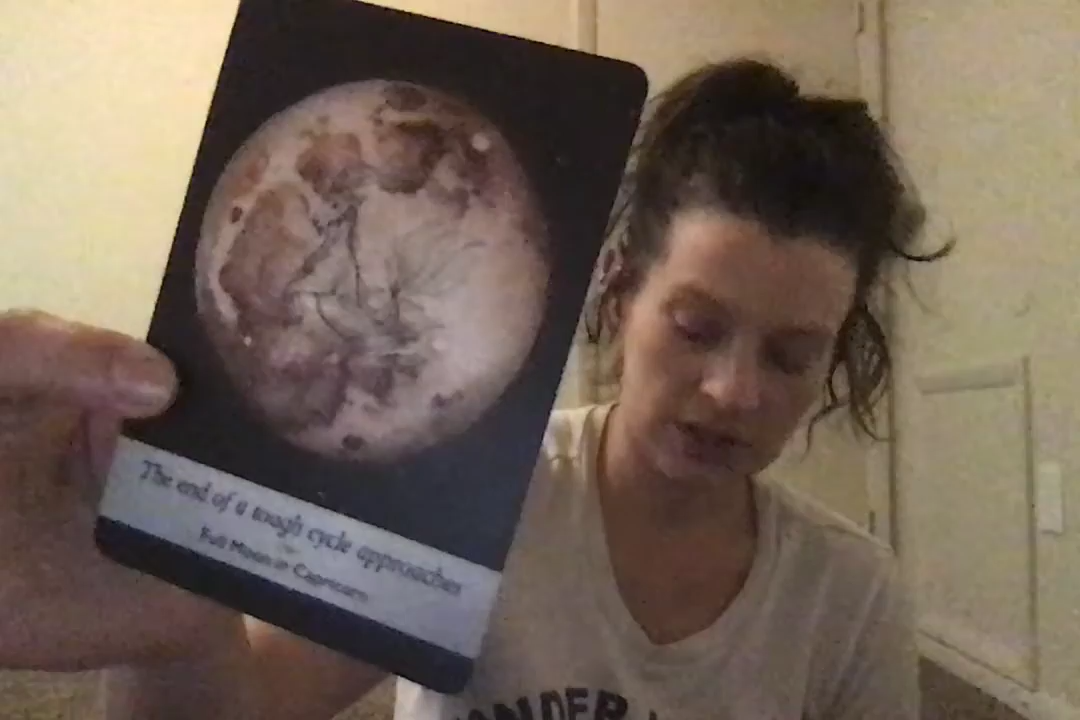 The end of a tough cycle approaches
Full Moon in Capricorn